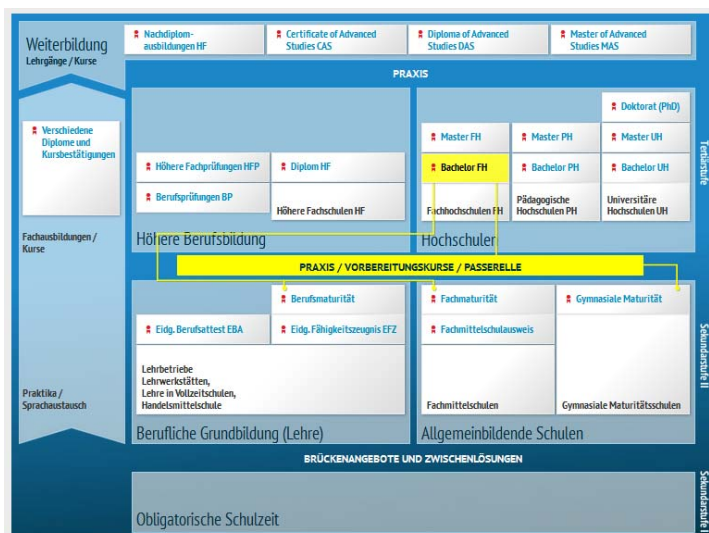 Weiterbildung
Lehrgänge / Kurse
Nachdiplom-
ausbildungen HF
Certificate of Advanced
Studies CAS
Diploma of Advanced
Studies DAS
Master of Advanced
Studies MAS
PRAXIS
Verschiedene
Diplome und
Kursbestätigungen
Fachausbildungen /
Kurse
Praktika /
Sprachaustausch
Höhere Fachprüfungen HFP
Diplom HF
Berufsprüfungen BP
Höhere Fachschulen HF
Höhere Berufsbildung
Doktorat (PhD)
Master FH
Master PH
Master UH
Bachelor FH
Bachelor PH
Bachelor UH
Fachhochschulen FH
Pädagogische
Hochschulen PH
Universitäre
Hochschulen UH
Hochschulen
Tertiärstufe
PRAXIS / VORBEREITUNGSKURSE / PASSERELLE
Berufsmaturität
Eidg. Berufsattest EBA
Eidg. Fähigkeitszeugnis EFZ
Lehrbetriebe
Lehrwerkstätten,
Lehre in Vollzeitschulen,
Handelsmittelschule
Berufliche Grundbildung (Lehre)
Fachmaturität
Gymnasiale Maturität
Fachmittelschulausweis
Fachmittelschulen
Gymnasiale Maturitätsschulen
Allgemeinbildende Schulen
Sekundarstufe II
BRÜCKENANGEBOTE UND ZWISCHENLÖSUNGEN
Obligatorische Schulzeit
Sekundarstufe I